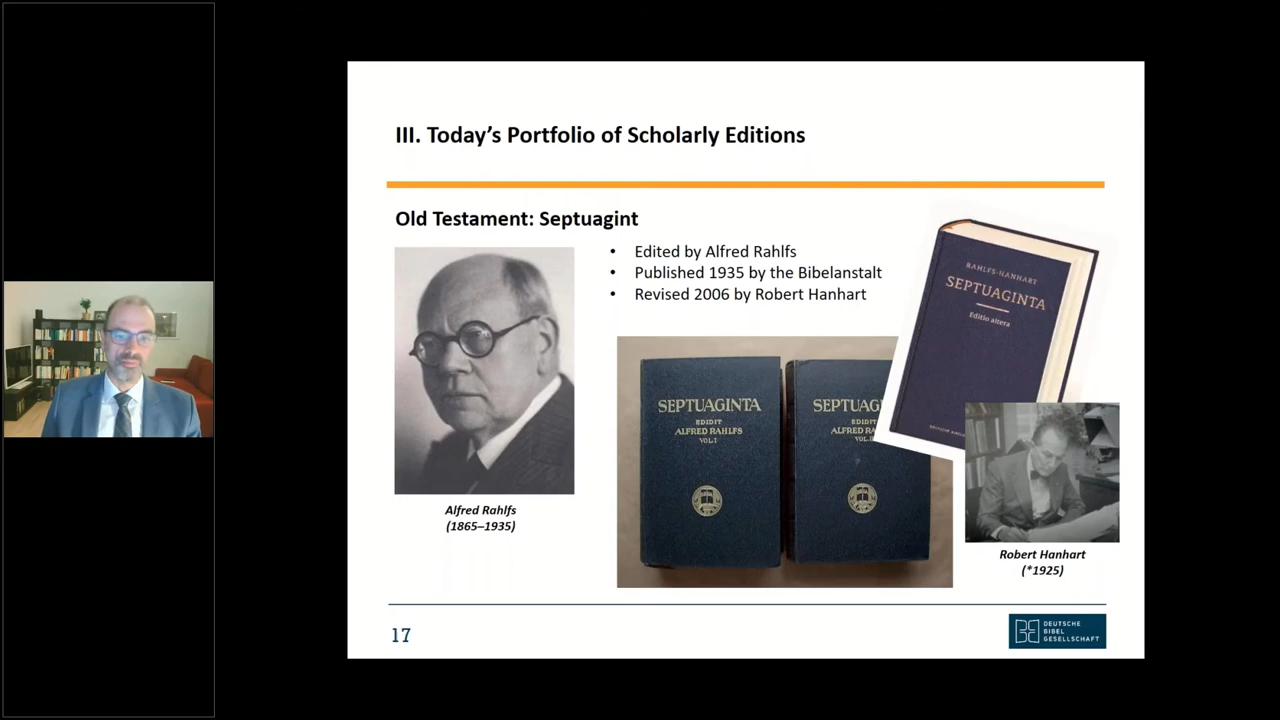 III. Today's Portfolio of Scholarly Editions
Old Testament: Septuagint
• Edited by Alfred Rahlfs
• Published 1935 by the Bibelanstalt
• Revised 2006 by Robert Hanhart
RAHLFS-HANHART
SEPTUAGINTA
Editio altera
SEPTUAGINTA
EDIDIT
ALFRED RAHLFS
VOL.I
SEPTUAG
EDIDIT
ALFRED RA
Alfred Rahlfs
(1865–1935)
Robert Hanhart
(*1925)
17
DEUTSCHE
BIBEL
GESELLSCHAFT